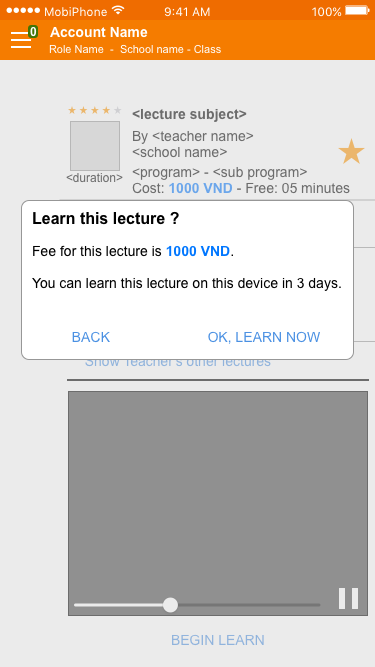 MobiPhone 9:41 AM 100%
0 Account Name
Role Name - School name - Class
<lecture subject>
By <teacher name>
<school name>
<program> - <sub program>
<duration>
Cost: 1000 VND - Free: 05 minutes
Learn this lecture ?
Fee for this lecture is 1000 VND.
You can learn this lecture on this device in 3 days.
BACK OK, LEARN NOW
Show Teacher's other lectures
BEGIN LEARN